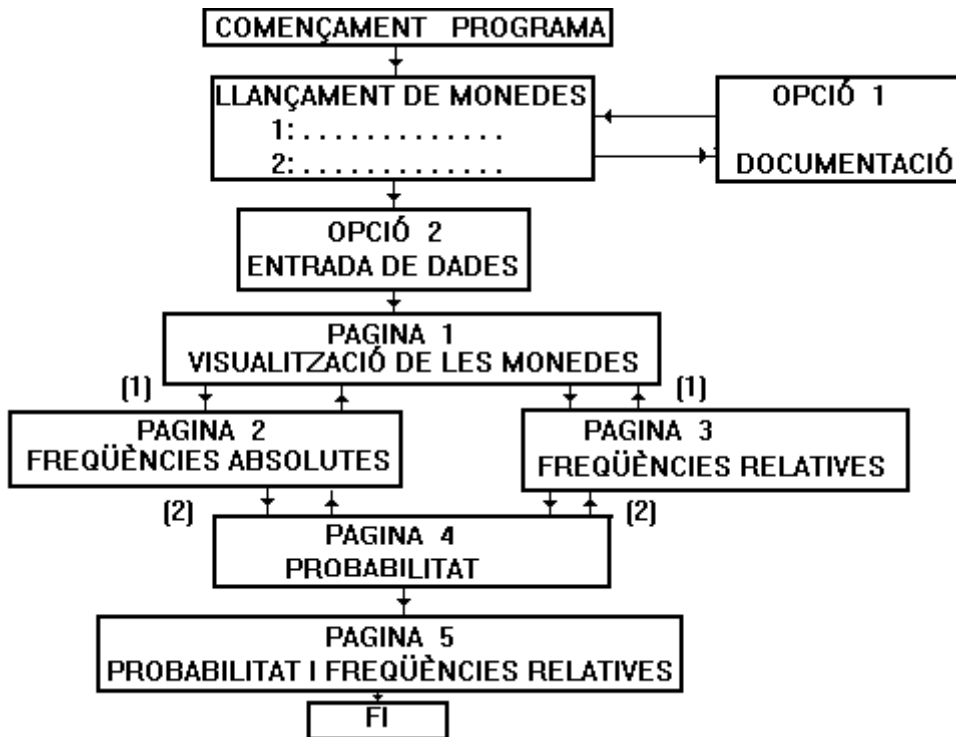 COMENÇAMENT PROGRAMA
LLANÇAMENT DE MONEDES
1: . . . . . . . . . . . . .
2: . . . . . . . . . . . . .
OPCIÓ 1
DOCUMENTACIÓ
OPCIÓ 2
ENTRADA DE DADES
PAGINA 1
VISUALITZACIÓ DE LES MONEDES
(1)
(1)
PAGINA 2
FREQÜÈNCIES ABSOLUTES
PAGINA 3
FREQÜÈNCIES RELATIVES
(2)
(2)
PAGINA 4
PROBABILITAT
PAGINA 5
PROBABILITAT I FREQÜÈNCIES RELATIVES
FI